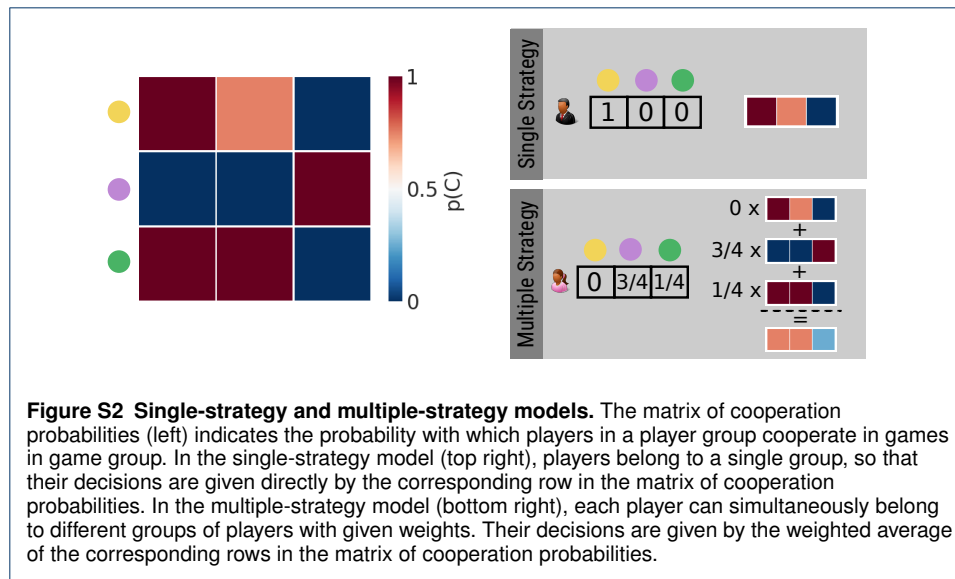 1
0.5
0
p(C)
Single Strategy
1 0 0
Multiple Strategy
0 3/4 1/4
0 x
+
3/4 x
+
1/4 x
=
Figure S2 Single-strategy and multiple-strategy models. The matrix of cooperation
probabilities (left) indicates the probability with which players in a player group cooperate in games
in game group. In the single-strategy model (top right), players belong to a single group, so that
their decisions are given directly by the corresponding row in the matrix of cooperation
probabilities. In the multiple-strategy model (bottom right), each player can simultaneously belong
to different groups of players with given weights. Their decisions are given by the weighted average
of the corresponding rows in the matrix of cooperation probabilities.